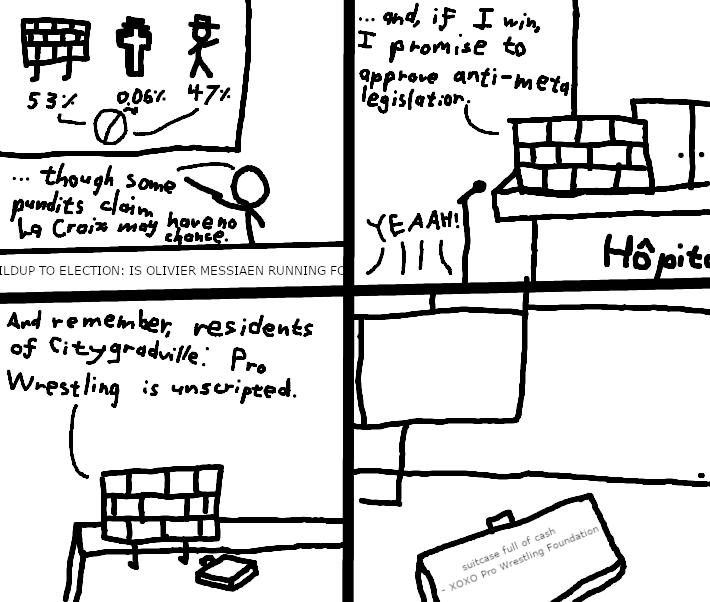 53%
0.06%
47%
... though some
pundits claim
La Croix may have no
chance.
ILDUP TO ELECTION: IS OLIVIER MESSIAEN RUNNING FO
... and, if I win,
I promise to
approve anti-meta
legislation.
YEAAH!
Hôpita
And remember, residents
of Citygradville: Pro
Wrestling is unscripted.
suitcase full of cash
- XOXO Pro Wrestling Foundation